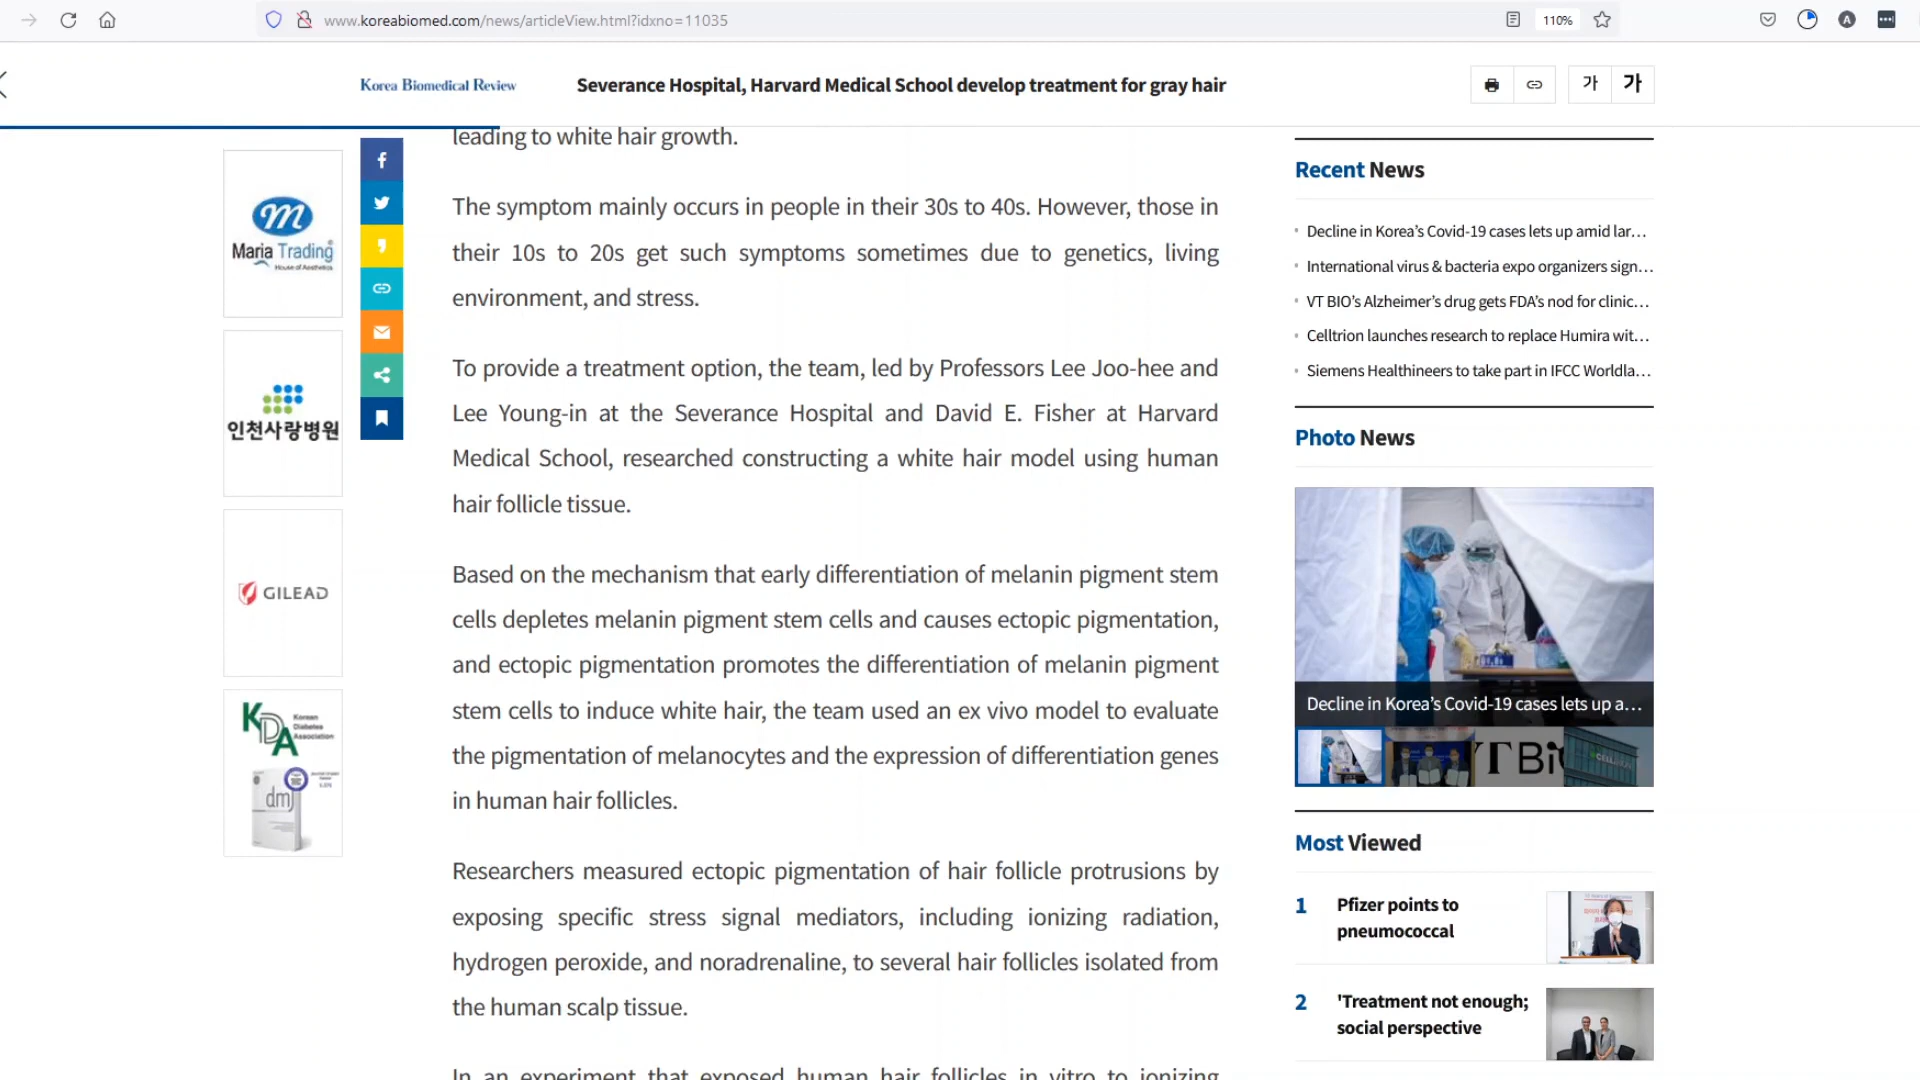 www.koreabiomed.com/news/articleView.html?idxno=11035
110%
A
Korea Biomedical Review
Severance Hospital, Harvard Medical School develop treatment for gray hair
가 가
leading to white hair growth.
The symptom mainly occurs in people in their 30s to 40s. However, those in
their 10s to 20s get such symptoms sometimes due to genetics, living
environment, and stress.
To provide a treatment option, the team, led by Professors Lee Joo-hee and
Lee Young-in at the Severance Hospital and David E. Fisher at Harvard
Medical School, researched constructing a white hair model using human
hair follicle tissue.
Based on the mechanism that early differentiation of melanin pigment stem
cells depletes melanin pigment stem cells and causes ectopic pigmentation,
and ectopic pigmentation promotes the differentiation of melanin pigment
stem cells to induce white hair, the team used an ex vivo model to evaluate
the pigmentation of melanocytes and the expression of differentiation genes
in human hair follicles.
Researchers measured ectopic pigmentation of hair follicle protrusions by
exposing specific stress signal mediators, including ionizing radiation,
hydrogen peroxide, and noradrenaline, to several hair follicles isolated from
the human scalp tissue.
In an experiment that exposed human hair follicles in vitro to ionizing
m
Maria Trading
House of Aesthetics
인천사랑병원
GILEAD
KDA
Korean
Diabetes
Association
dmj
Recent News
Decline in Korea’s Covid-19 cases lets up amid lar…
International virus & bacteria expo organizers sign…
VT BIO’s Alzheimer’s drug gets FDA’s nod for clinic…
Celltrion launches research to replace Humira wit…
Siemens Healthineers to take part in IFCC Worldla…
Photo News
Decline in Korea’s Covid-19 cases lets up a…
Most Viewed
1
Pfizer points to
pneumococcal
2
'Treatment not enough;
social perspective